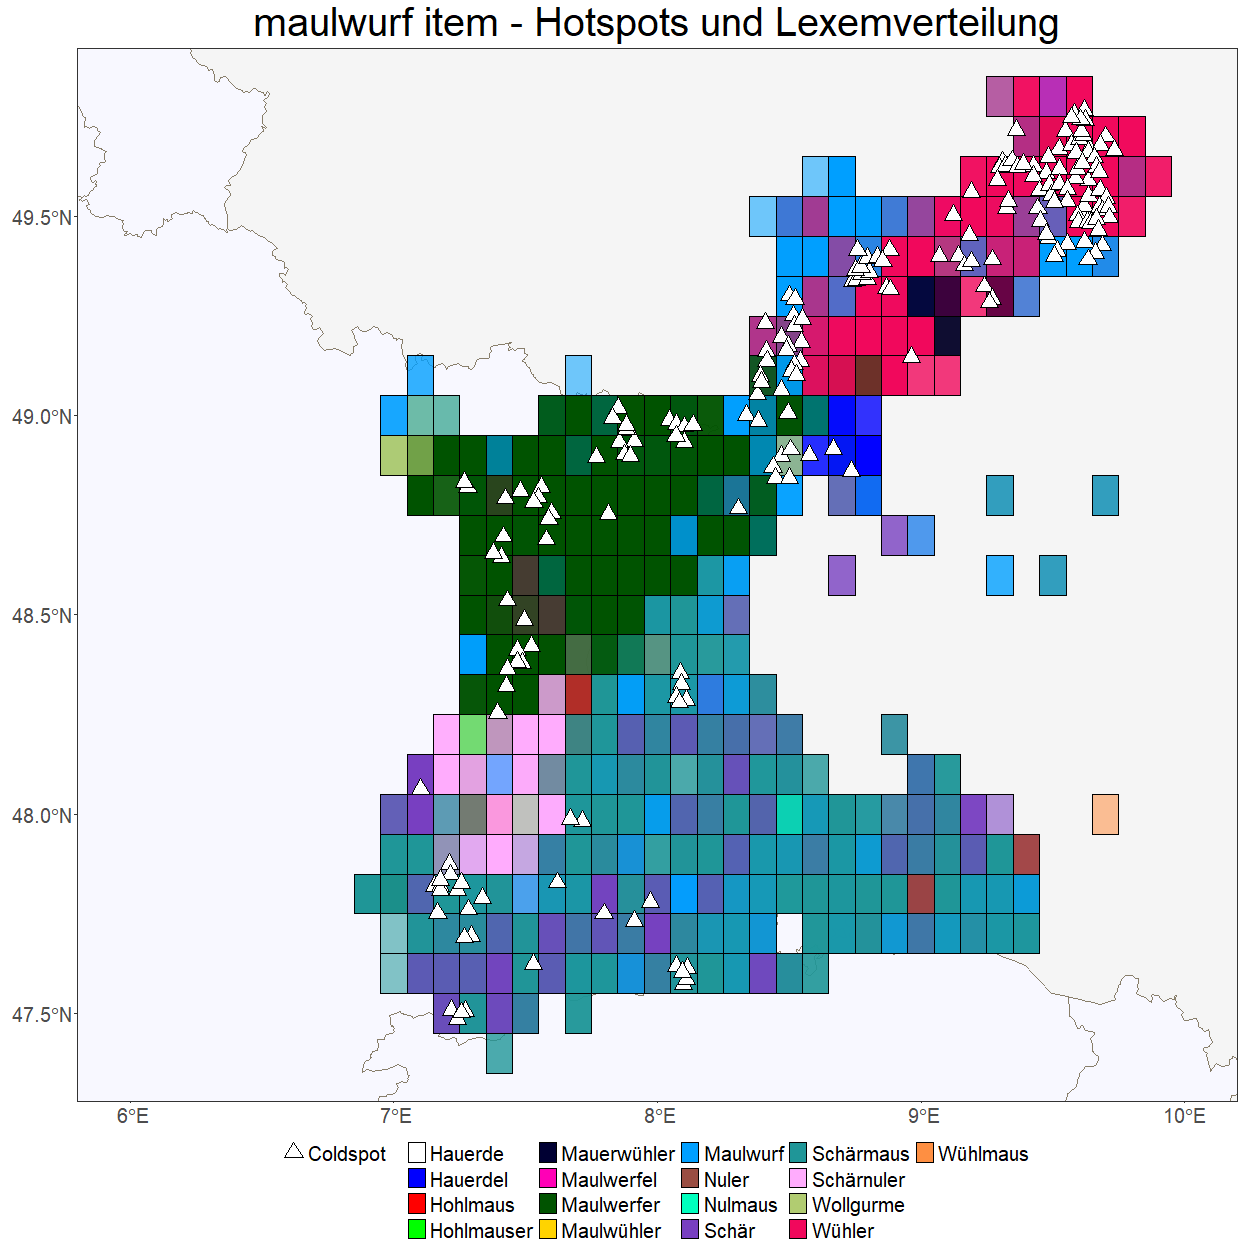 maulwurf item - Hotspots und Lexemverteilung
49.5°N
49.0°N
48.5°N
48.0°N
47.5°N
6°E 7°E 8°E 9°E 10°E
Coldspot Hauerde Mauerwühler Maulwurf Schärmaus Wühlmaus
Hauerdel Maulwerfel Nuler Schärnuler
Hohlmaus Maulwerfer Nulmaus Wollgurme
Hohlmauser Maulwühler Schär Wühler